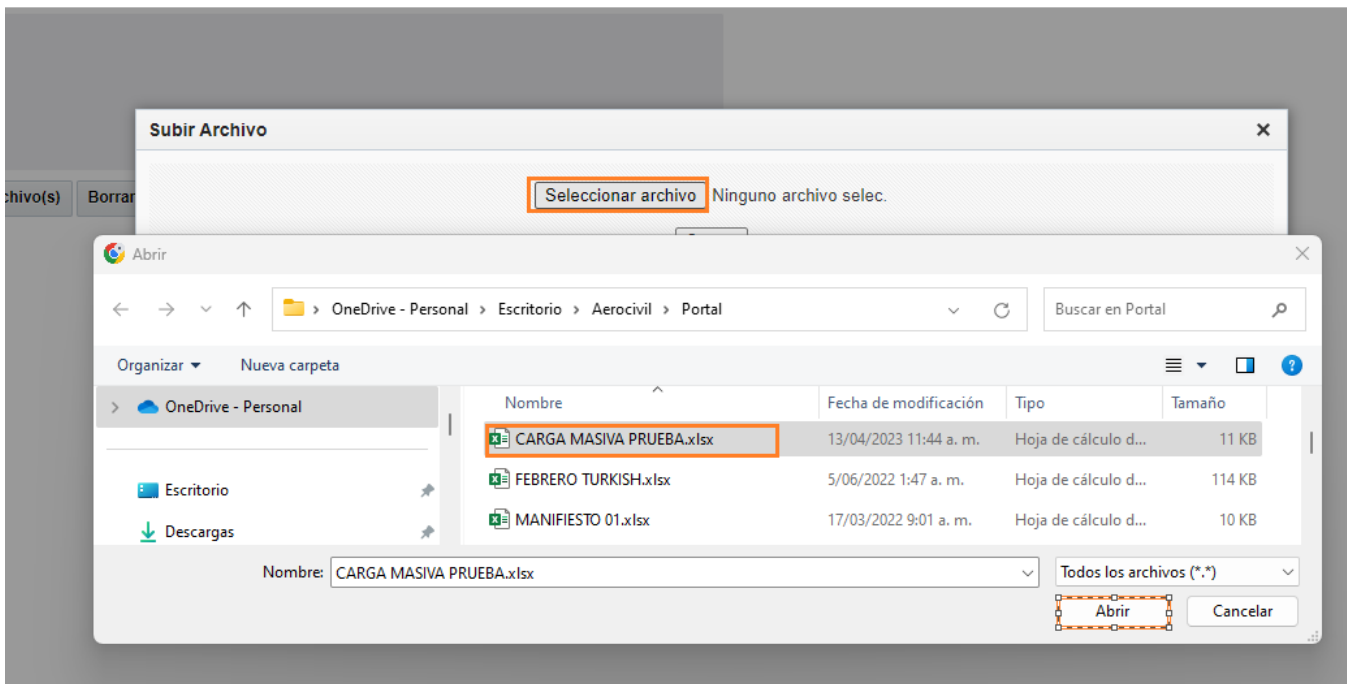 Subir Archivo
chivo(s) Borrar
Seleccionar archivo Ninguno archivo selec.
Abrir
OneDrive - Personal > Escritorio > Aerocivil > Portal
Buscar en Portal
Organizar Nueva carpeta
OneDrive - Personal
Escritorio
Descargas
Nombre Fecha de modificación Tipo Tamaño
CARGA MASIVA PRUEBA.xlsx 13/04/2023 11:44 a. m. Hoja de cálculo d... 11 KB
FEBRERO TURKISH.xlsx 5/06/2022 1:47 a. m. Hoja de cálculo d... 114 KB
MANIFIESTO 01.xlsx 17/03/2022 9:01 a. m. Hoja de cálculo d... 10 KB
Nombre: CARGA MASIVA PRUEBA.xlsx Todos los archivos (*.*)
Abrir Cancelar